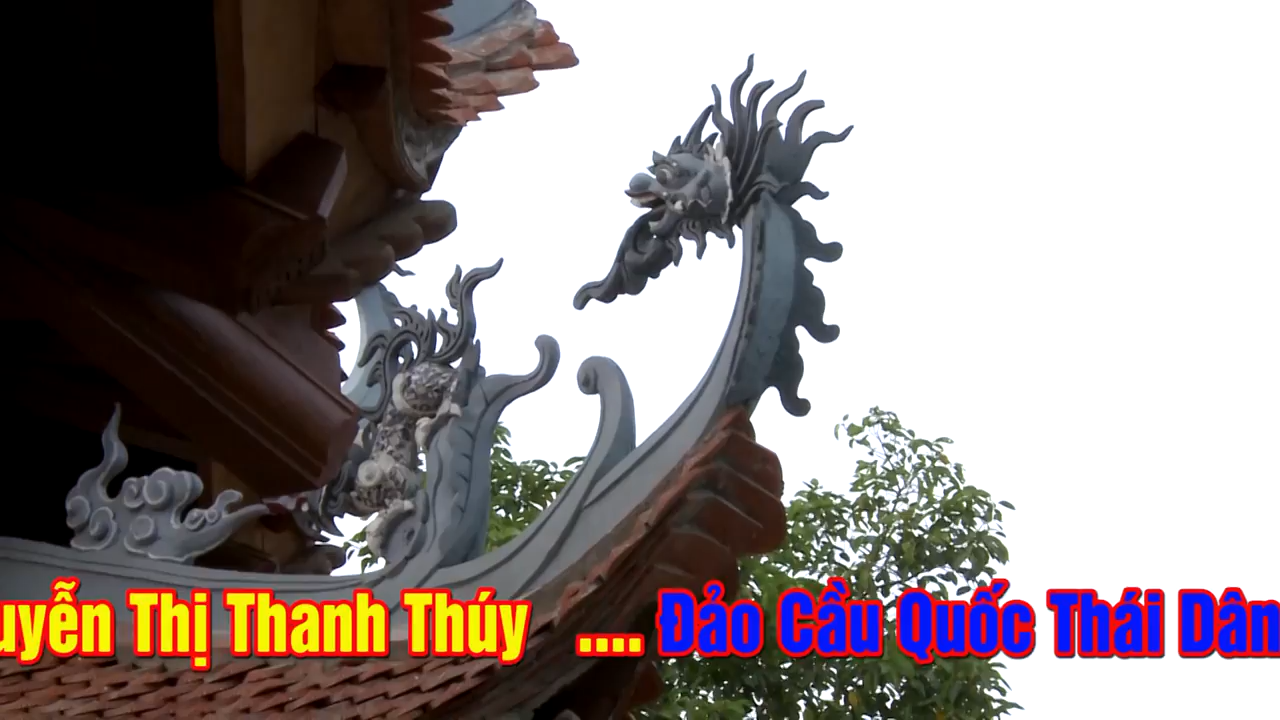 uyễn Thị Thanh Thúy .... Đảo Cầu Quốc Thái Dân